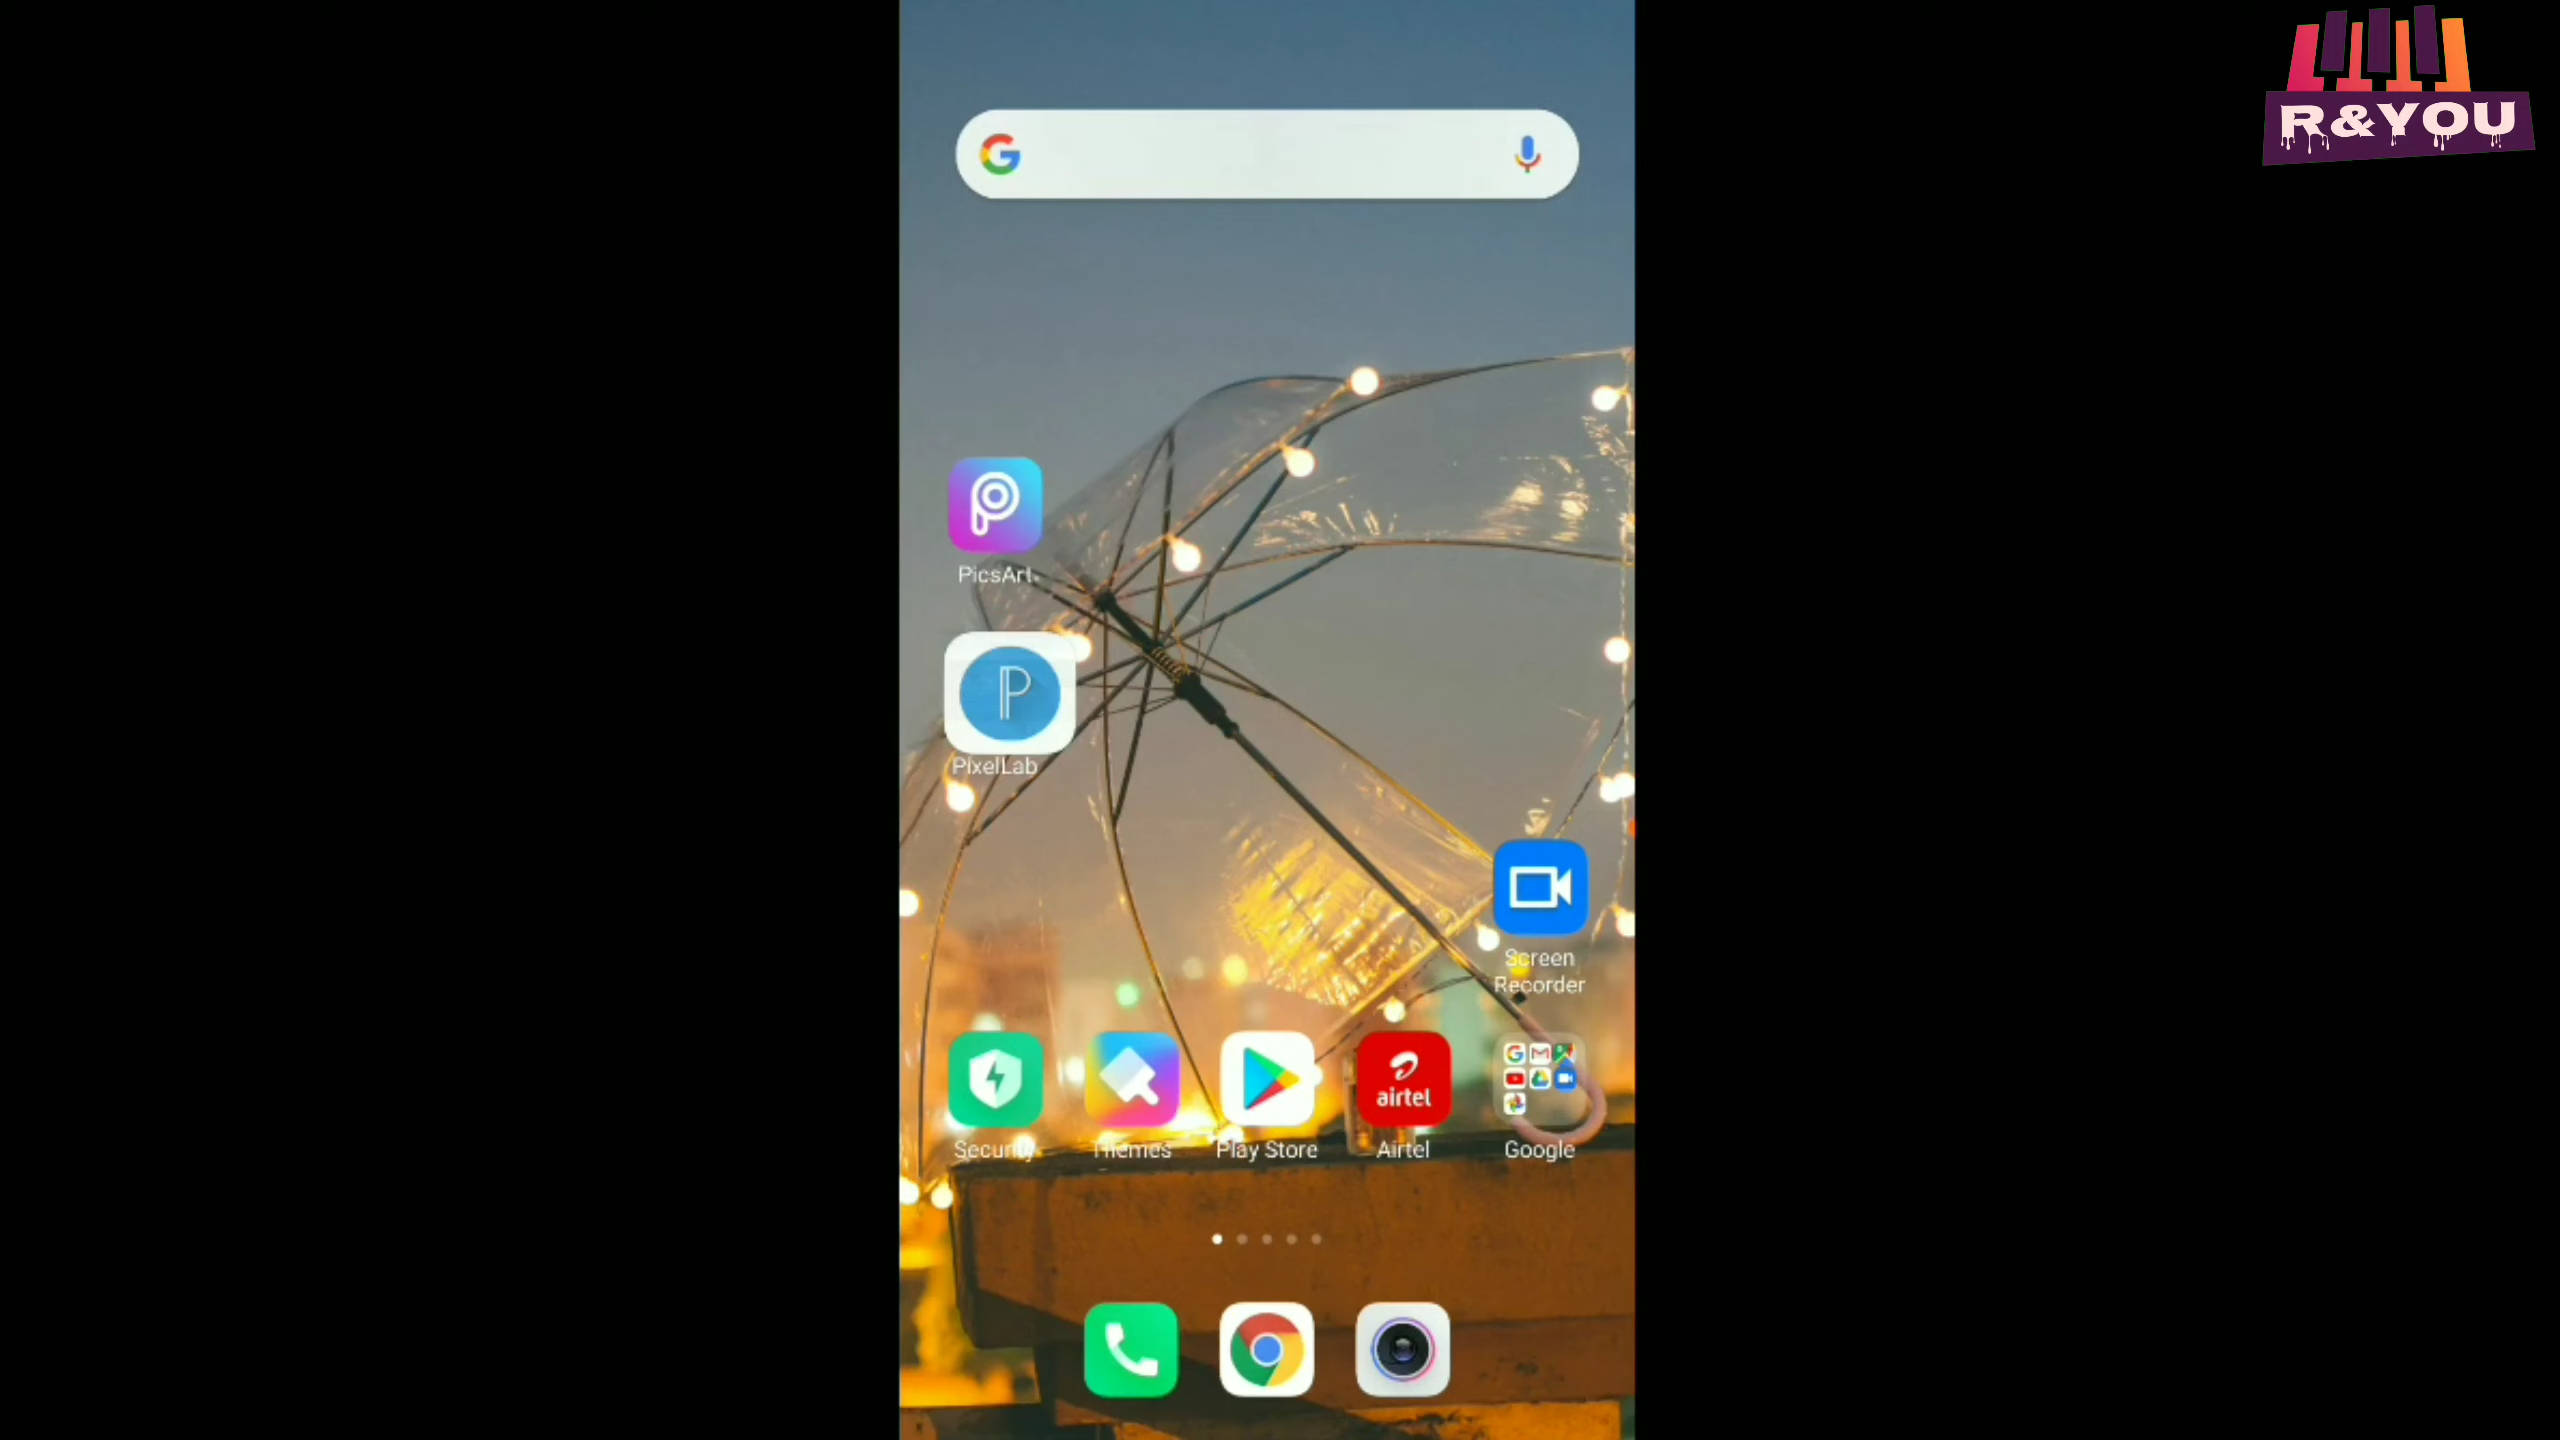 R&YOU
PicsArt
PixelLab
Screen
Recorder
airtel
Security
Themes
Play Store
Airtel
Google